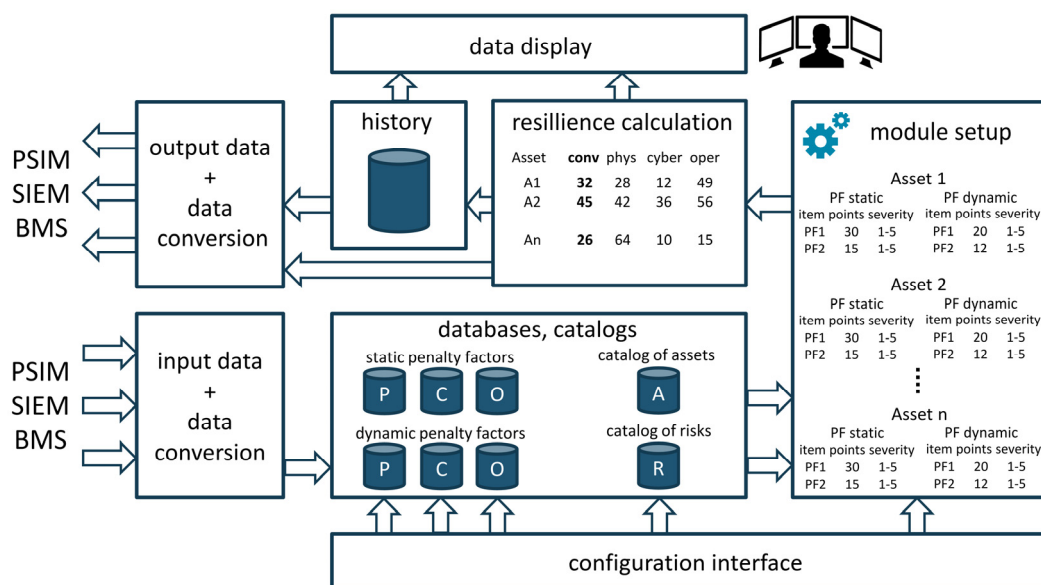 data display
history
resillience calculation
Asset conv phys cyber oper
A1 32 28 12 49
A2 45 42 36 56
An 26 64 10 15
output data
+
data
conversion
PSIM
SIEM
BMS
module setup
Asset 1
PF static PF dynamic
item points severity item points severity
PF1 30 1-5 PF1 20 1-5
PF2 15 1-5 PF2 12 1-5
Asset 2
PF static PF dynamic
item points severity item points severity
PF1 30 1-5 PF1 20 1-5
PF2 15 1-5 PF2 12 1-5
Asset n
PF static PF dynamic
item points severity item points severity
PF1 30 1-5 PF1 20 1-5
PF2 15 1-5 PF2 12 1-5
PSIM
SIEM
BMS
input data
+
data
conversion
databases, catalogs
static penalty factors catalog of assets
P C O A
dynamic penalty factors catalog of risks
P C O R
configuration interface